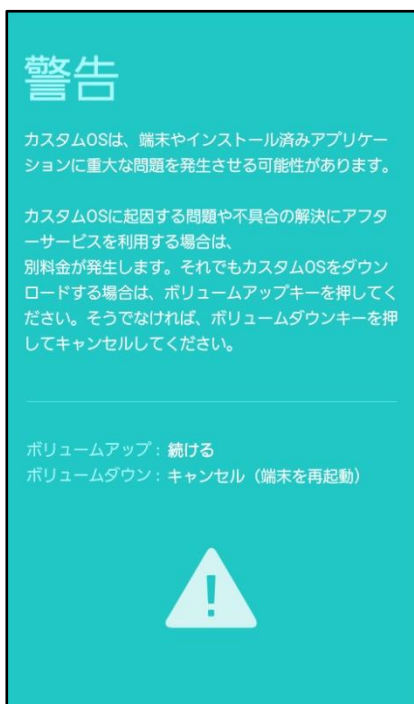 警告
カスタムOSは、端末やインストール済みアプリケー
ションに重大な問題を発生させる可能性があります。
カスタムOSに起因する問題や不具合の解決にアフタ
ーサービスを利用する場合は、
別料金が発生します。それでもカスタムOSをダウン
ロードする場合は、ボリュームアップキーを押してく
ださい。そうでなければ、ボリュームダウンキーを押
してキャンセルしてください。
ボリュームアップ : 続ける
ボリュームダウン : キャンセル（端末を再起動）
!